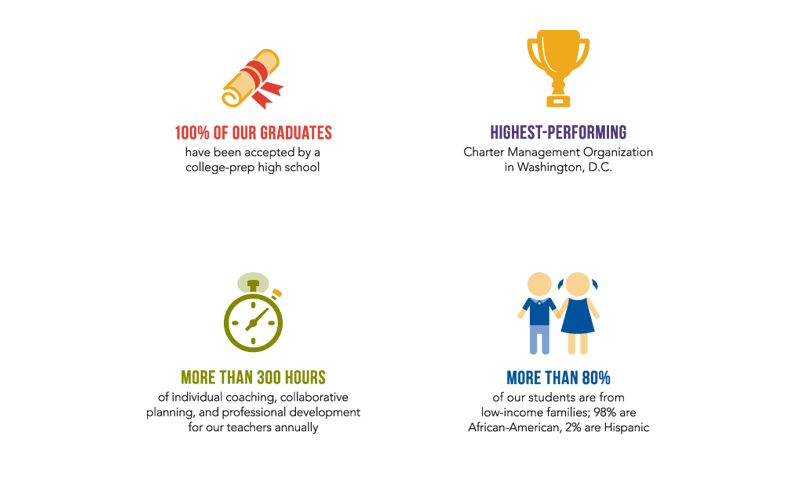 100% OF OUR GRADUATES
have been accepted by a
college-prep high school
HIGHEST-PERFORMING
Charter Management Organization
in Washington, D.C.
MORE THAN 300 HOURS
of individual coaching, collaborative
planning, and professional development
for our teachers annually
MORE THAN 80%
of our students are from
low-income families; 98% are
African-American, 2% are Hispanic